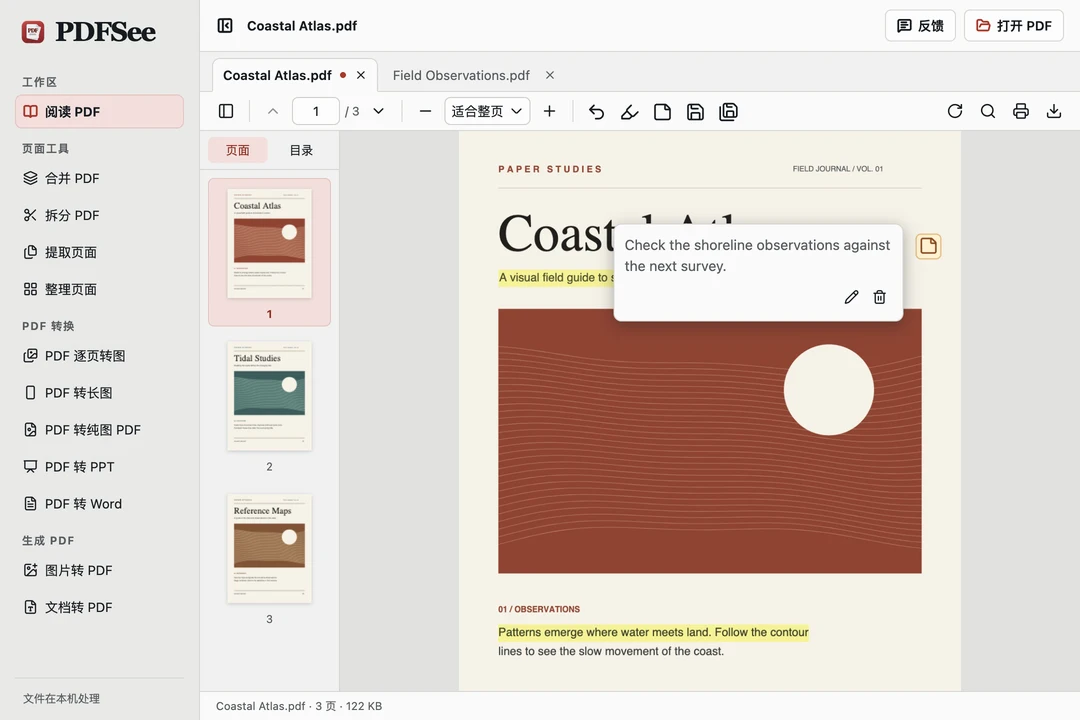 PDFSee
工作区
阅读 PDF
页面工具
合并 PDF
拆分 PDF
提取页面
整理页面
PDF 转换
PDF 逐页转图
PDF 转长图
PDF 转纯图 PDF
PDF 转 PPT
PDF 转 Word
生成 PDF
图片转 PDF
文档转 PDF
文件在本机处理
Coastal Atlas.pdf
反馈
打开 PDF
Coastal Atlas.pdf
Field Observations.pdf
1 / 3
适合整页
页面
目录
Coastal Atlas
1
Tidal Studies
2
Reference Maps
3
PAPER STUDIES
FIELD JOURNAL / VOL. 01
Coast
A visual field guide to
Check the shoreline observations against
the next survey.
01 / OBSERVATIONS
Patterns emerge where water meets land. Follow the contour
lines to see the slow movement of the coast.
Coastal Atlas.pdf · 3 页 · 122 KB